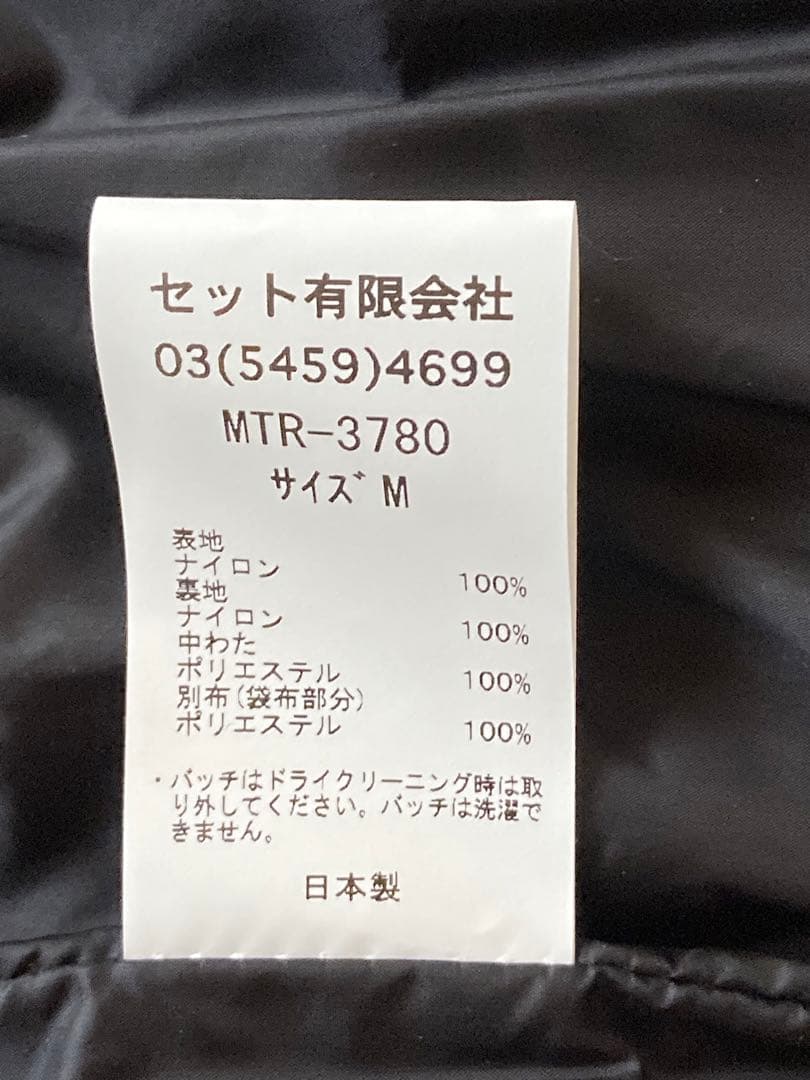 セット有限会社
03(5459)4699
MTR-3780
サイズ M
表地
ナイロン 100%
裏地
ナイロン 100%
中わた
ポリエステル 100%
別布(袋布部分)
ポリエステル 100%
・バッチはドライクリーニング時は取
り外してください。バッチは洗濯で
きません。
日本製